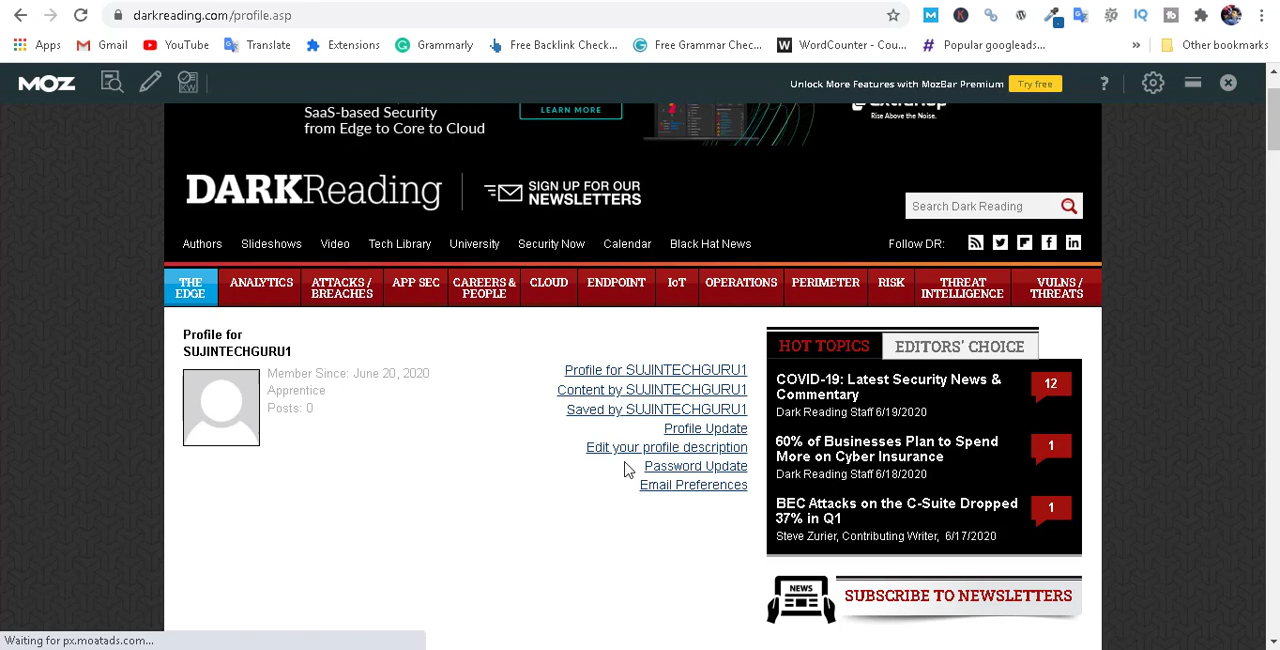 darkreading.com/profile.asp
Apps Gmail YouTube Translate Extensions Grammarly Free Backlink Check... Free Grammar Chec... WordCounter - Cou... Popular googleads... » Other bookmarks
MOZ Unlock More Features with MozBar Premium Try free ?
SaaS-based Security
from Edge to Core to Cloud
LEARN MORE
Rise Above the Noise.
DARKReading
SIGN UP FOR OUR
NEWSLETTERS
Search Dark Reading
Authors Slideshows Video Tech Library University Security Now Calendar Black Hat News Follow DR:
THE EDGE
ANALYTICS
ATTACKS / BREACHES
APP SEC
CAREERS & PEOPLE
CLOUD
ENDPOINT
IoT
OPERATIONS
PERIMETER
RISK
THREAT INTELLIGENCE
VULNS / THREATS
Profile for
SUJINTECHGURU1
Member Since: June 20, 2020
Apprentice
Posts: 0
Profile for SUJINTECHGURU1
Content by SUJINTECHGURU1
Saved by SUJINTECHGURU1
Profile Update
Edit your profile description
Password Update
Email Preferences
HOT TOPICS EDITORS' CHOICE
COVID-19: Latest Security News &
Commentary
12
Dark Reading Staff 6/19/2020
60% of Businesses Plan to Spend
More on Cyber Insurance
1
Dark Reading Staff 6/18/2020
BEC Attacks on the C-Suite Dropped
37% in Q1
1
Steve Zurier, Contributing Writer, 6/17/2020
NEWS
SUBSCRIBE TO NEWSLETTERS
Waiting for px.moatads.com...